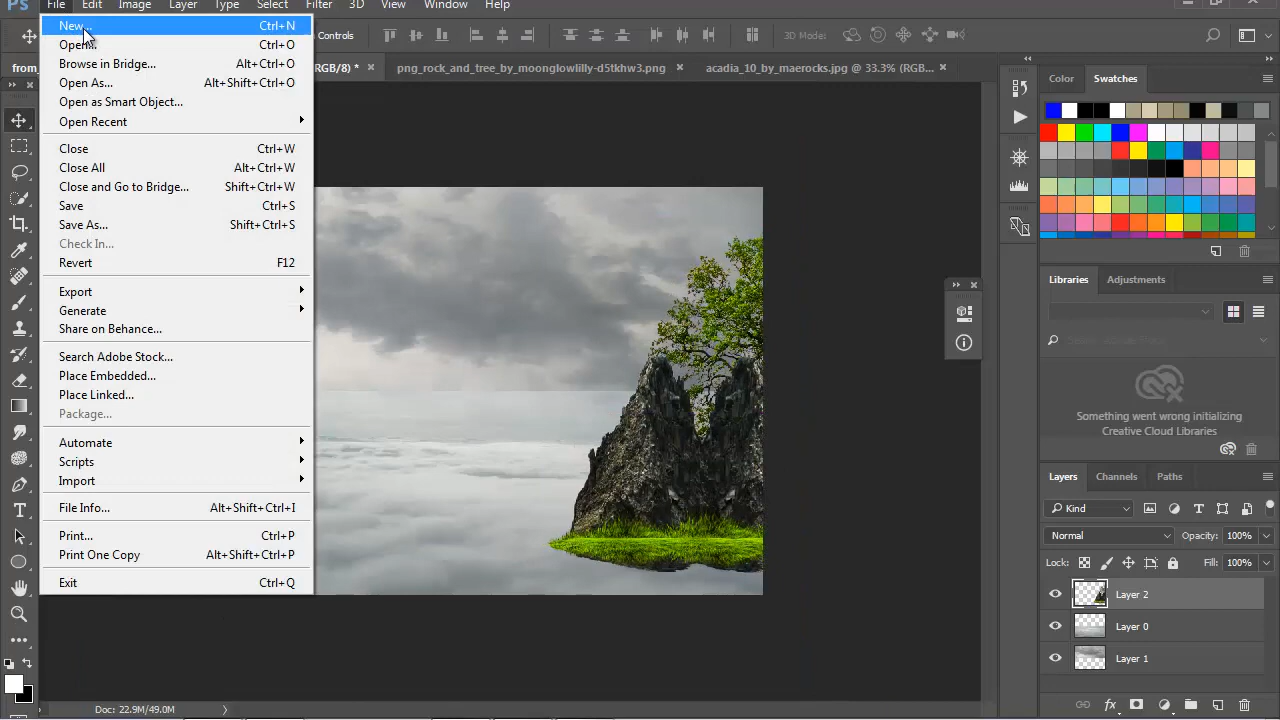 Ps File Edit Image Layer Type Select Filter 3D View Window Help
New... Ctrl+N
Open... Ctrl+O
Browse in Bridge... Alt+Ctrl+O
Open As... Alt+Shift+Ctrl+O
Open as Smart Object...
Open Recent
Close Ctrl+W
Close All Alt+Ctrl+W
Close and Go to Bridge... Shift+Ctrl+W
Save Ctrl+S
Save As... Shift+Ctrl+S
Check In...
Revert F12
Export
Generate
Share on Behance...
Search Adobe Stock...
Place Embedded...
Place Linked...
Package...
Automate
Scripts
Import
File Info... Alt+Shift+Ctrl+I
Print... Ctrl+P
Print One Copy Alt+Shift+Ctrl+P
Exit Ctrl+Q
Controls
3D Mode:
from_
RGB/8) *
png_rock_and_tree_by_moonglowlilly-d5tkhw3.png
acadia_10_by_maerocks.jpg @ 33.3% (RGB...
Color Swatches
Libraries Adjustments
Something went wrong initializing
Creative Cloud Libraries
Layers Channels Paths
Kind
Normal Opacity: 100%
Lock: Fill: 100%
Layer 2
Layer 0
Layer 1
Doc: 22.9M/49.0M